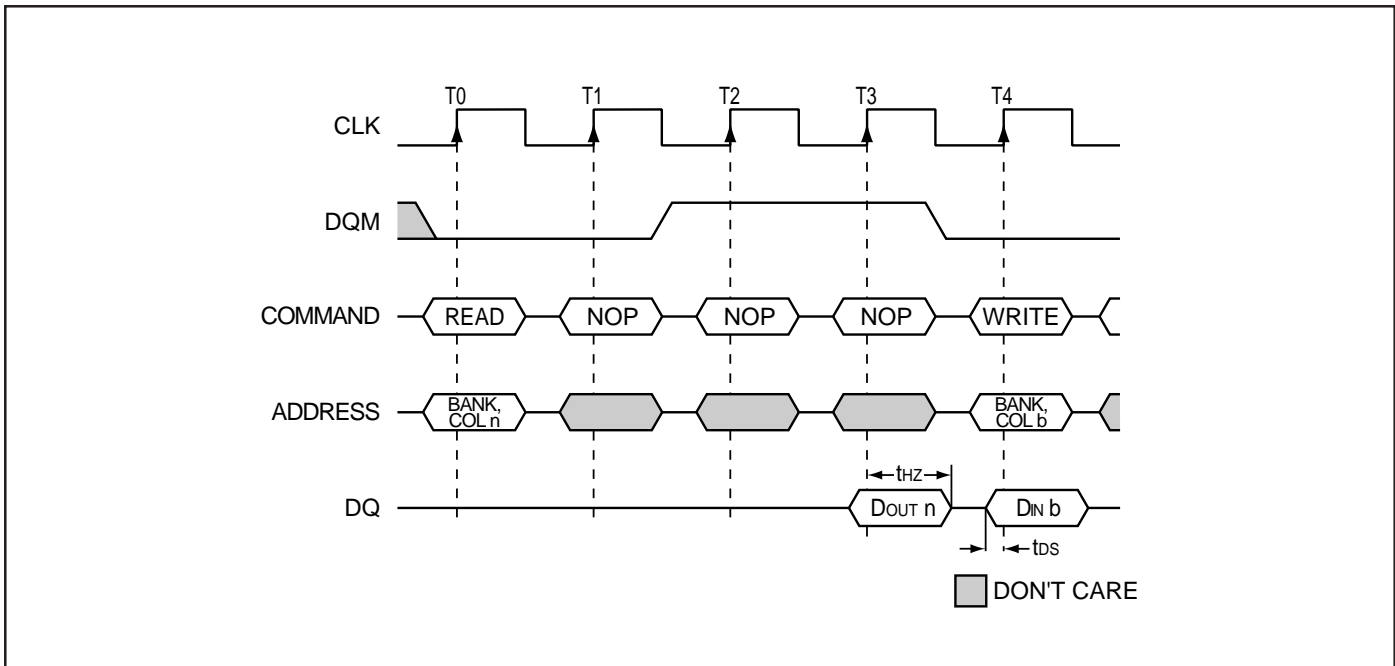 T0 T1 T2 T3 T4
CLK
DQM
COMMAND READ NOP NOP NOP WRITE
ADDRESS BANK, COL n BANK, COL b
tHZ
DQ DOUT n DIN b
tDS
DON'T CARE